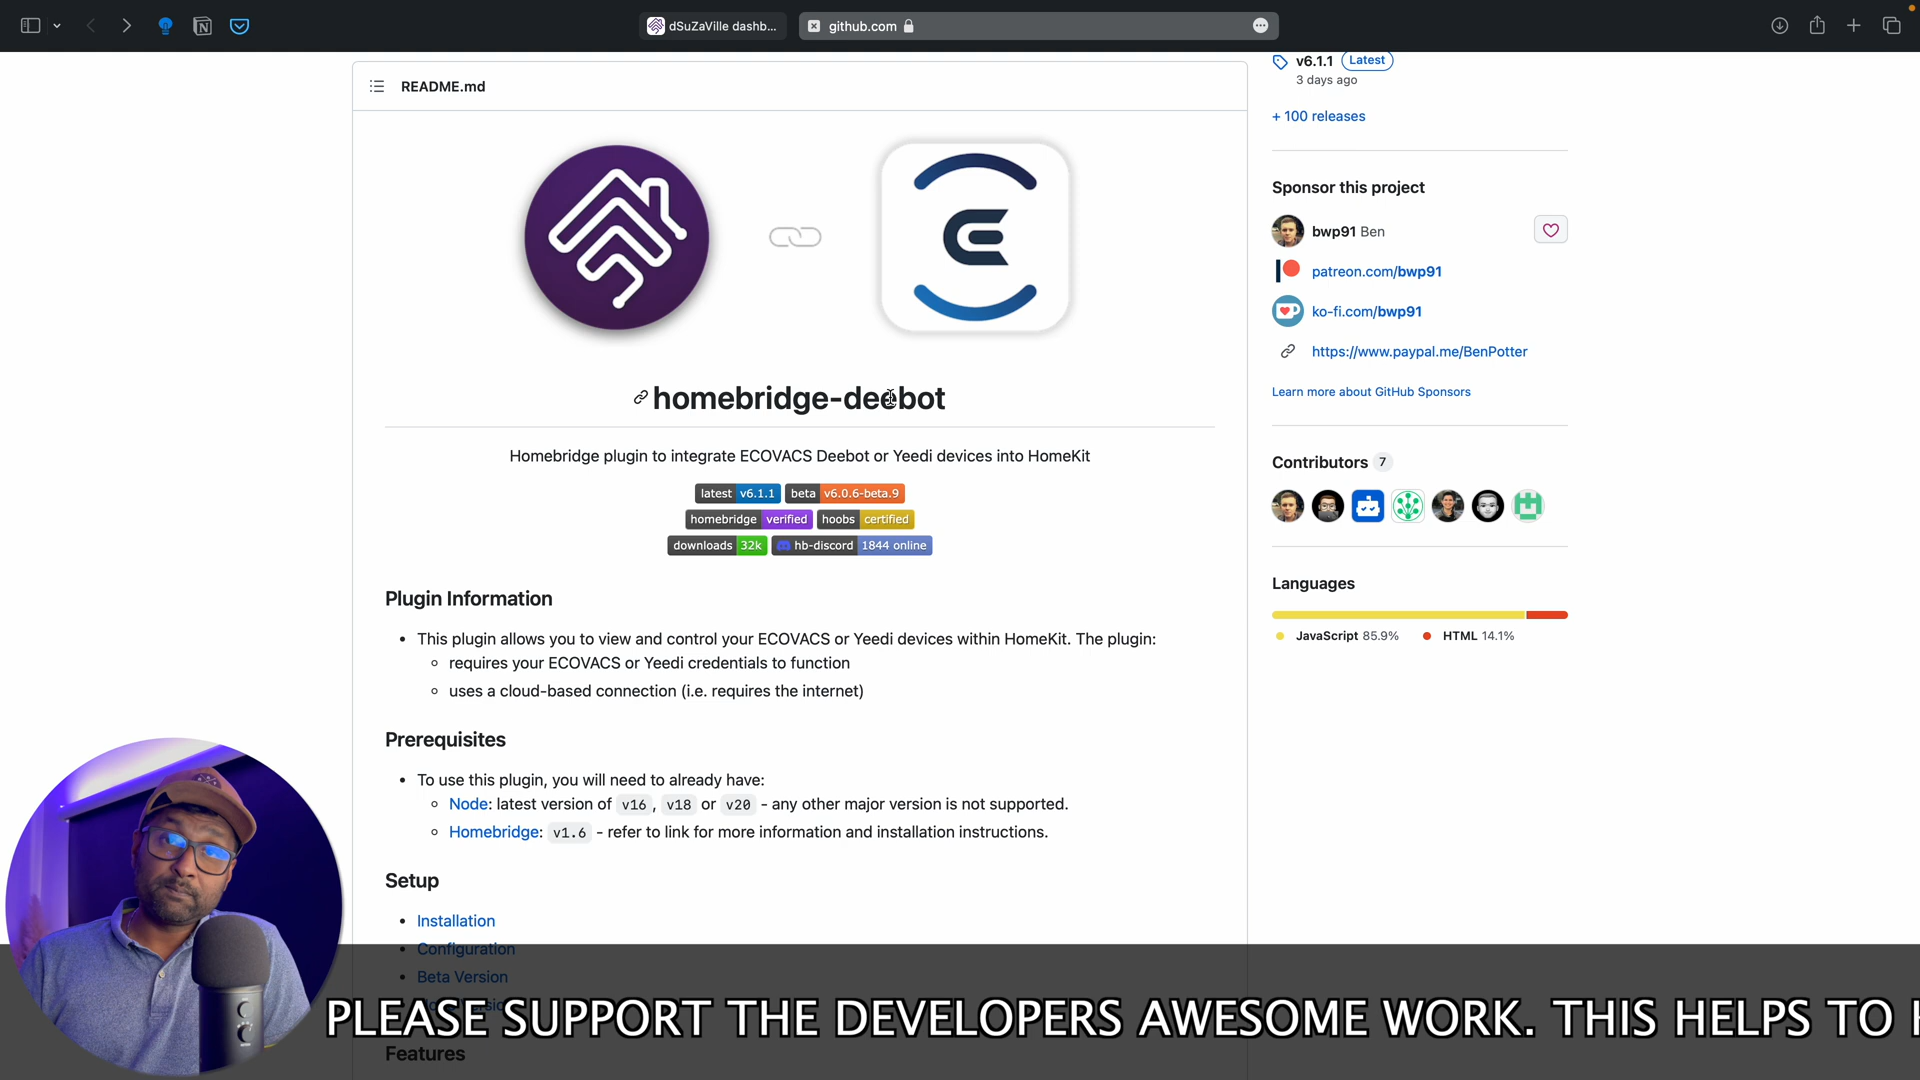 dSuZaVille dashb...
github.com
README.md
homebridge-deebot
Homebridge plugin to integrate ECOVACS Deebot or Yeedi devices into HomeKit
latest v6.1.1 beta v6.0.6-beta.9
homebridge verified hoobs certified
downloads 32k hb-discord 1844 online
Plugin Information
This plugin allows you to view and control your ECOVACS or Yeedi devices within HomeKit. The plugin:
requires your ECOVACS or Yeedi credentials to function
uses a cloud-based connection (i.e. requires the internet)
Prerequisites
To use this plugin, you will need to already have:
Node: latest version of v16, v18 or v20 - any other major version is not supported.
Homebridge: v1.6 - refer to link for more information and installation instructions.
Setup
Installation
Configuration
Beta Version
Features
v6.1.1 Latest
3 days ago
+ 100 releases
Sponsor this project
bwp91 Ben
patreon.com/bwp91
ko-fi.com/bwp91
https://www.paypal.me/BenPotter
Learn more about GitHub Sponsors
Contributors 7
Languages
JavaScript 85.9% HTML 14.1%
PLEASE SUPPORT THE DEVELOPERS AWESOME WORK. THIS HELPS TO